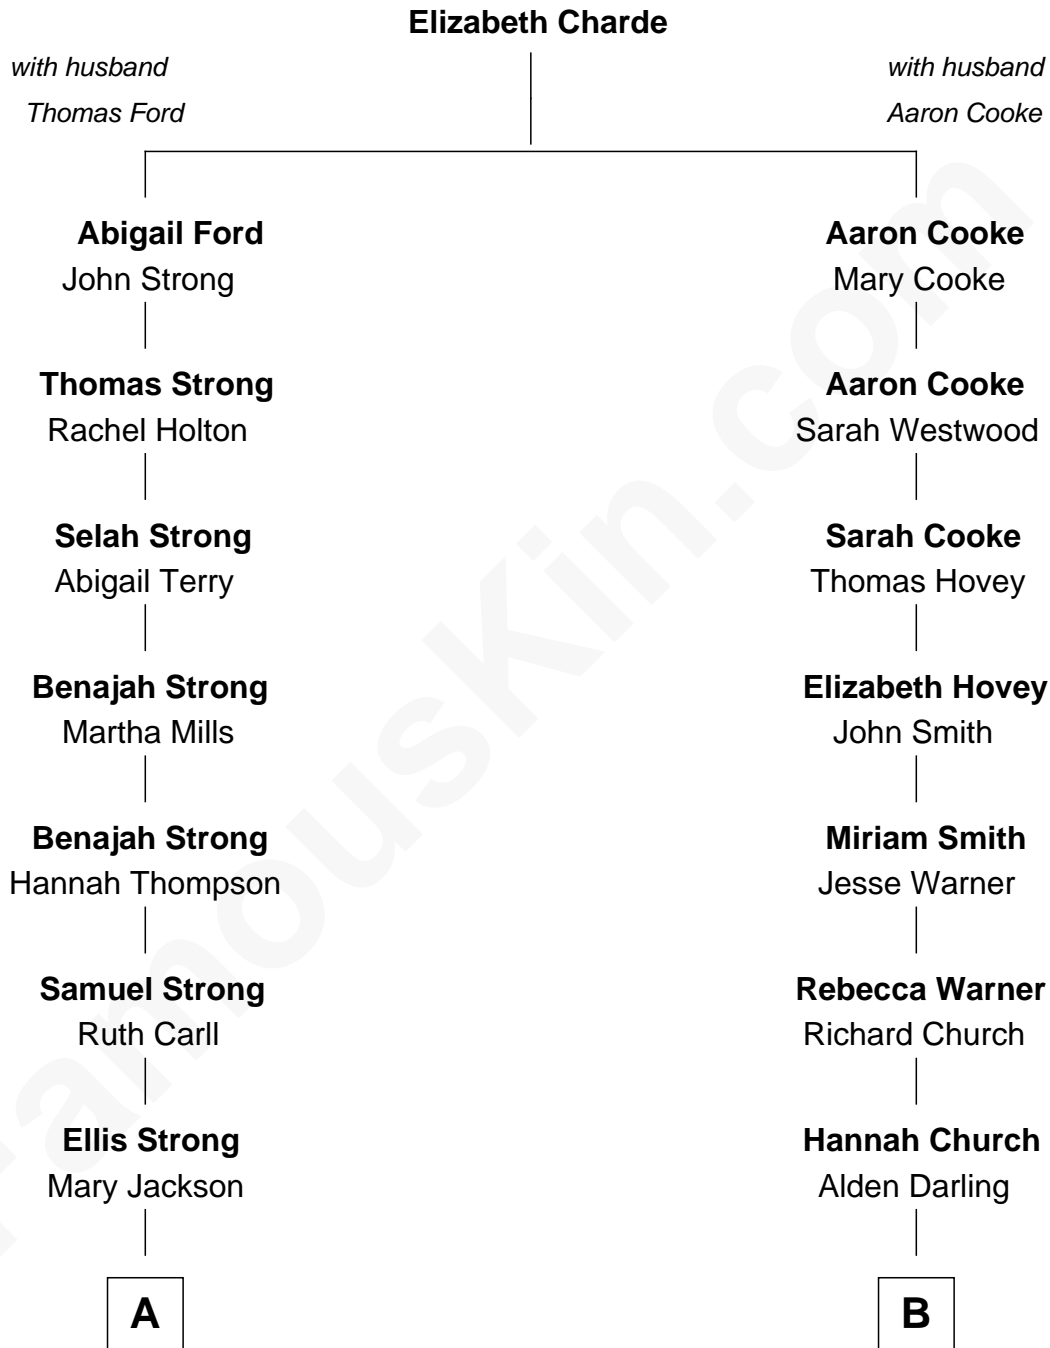 Elizabeth Charde
with husband
Thomas Ford
with husband
Aaron Cooke
Abigail Ford
John Strong
Aaron Cooke
Mary Cooke
Thomas Strong
Rachel Holton
Aaron Cooke
Sarah Westwood
Selah Strong
Abigail Terry
Sarah Cooke
Thomas Hovey
Benajah Strong
Martha Mills
Elizabeth Hovey
John Smith
Benajah Strong
Hannah Thompson
Miriam Smith
Jesse Warner
Samuel Strong
Ruth Carll
Rebecca Warner
Richard Church
Ellis Strong
Mary Jackson
Hannah Church
Alden Darling
A
B
FamousKin.com